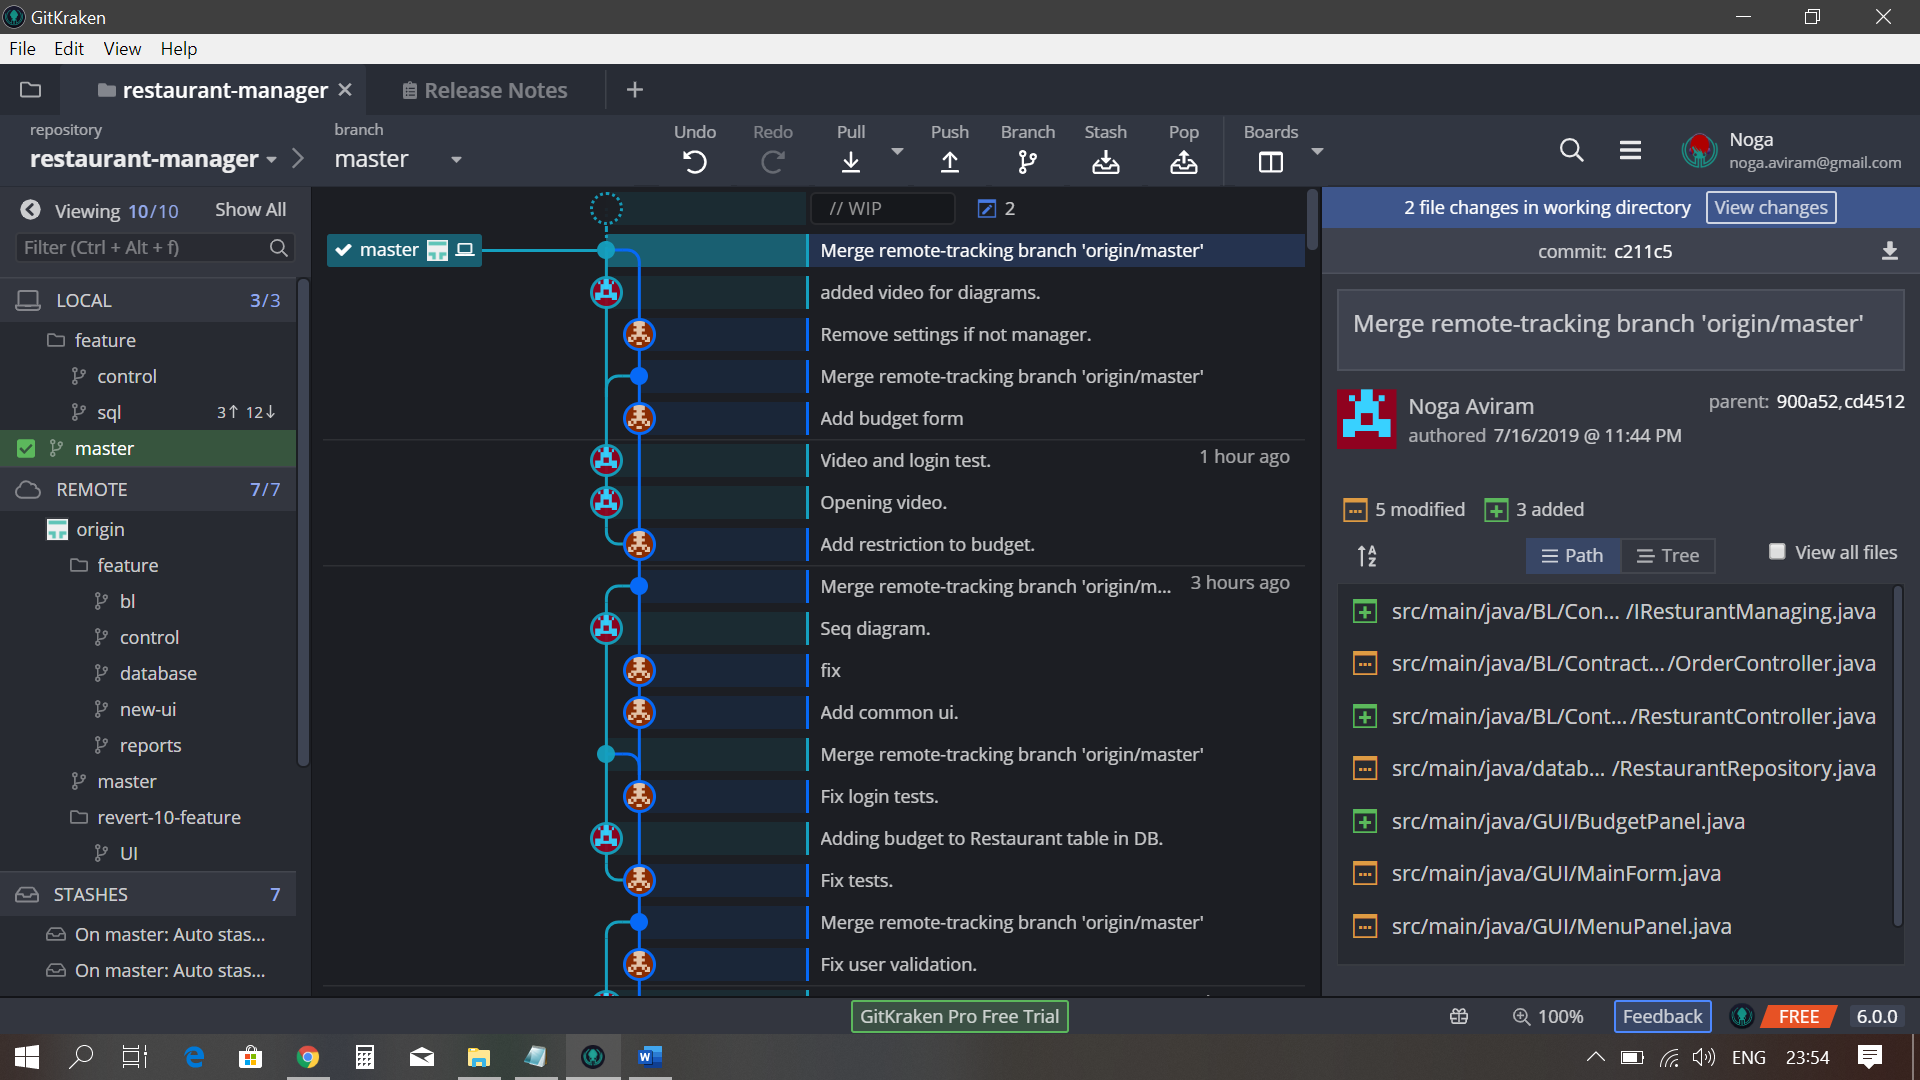 GitKraken
File Edit View Help
restaurant-manager
Release Notes
repository
restaurant-manager
branch
master
Undo
Redo
Pull
Push
Branch
Stash
Pop
Boards
Noga
noga.aviram@gmail.com
Viewing 10/10 Show All
Filter (Ctrl + Alt + f)
LOCAL 3/3
feature
control
sql 3↑ 12↓
master
REMOTE 7/7
origin
feature
bl
control
database
new-ui
reports
master
revert-10-feature
UI
STASHES 7
On master: Auto stas...
On master: Auto stas...
// WIP 2
master
Merge remote-tracking branch 'origin/master'
added video for diagrams.
Remove settings if not manager.
Merge remote-tracking branch 'origin/master'
Add budget form
Video and login test. 1 hour ago
Opening video.
Add restriction to budget.
Merge remote-tracking branch 'origin/m... 3 hours ago
Seq diagram.
fix
Add common ui.
Merge remote-tracking branch 'origin/master'
Fix login tests.
Adding budget to Restaurant table in DB.
Fix tests.
Merge remote-tracking branch 'origin/master'
Fix user validation.
2 file changes in working directory View changes
commit: c211c5
Merge remote-tracking branch 'origin/master'
Noga Aviram
authored 7/16/2019 @ 11:44 PM
parent: 900a52,cd4512
5 modified 3 added
Path Tree
View all files
src/main/java/BL/Con... /IResturantManaging.java
src/main/java/BL/Contract... /OrderController.java
src/main/java/BL/Cont... /ResturantController.java
src/main/java/datab... /RestaurantRepository.java
src/main/java/GUI/BudgetPanel.java
src/main/java/GUI/MainForm.java
src/main/java/GUI/MenuPanel.java
GitKraken Pro Free Trial
100%
Feedback
FREE
6.0.0
ENG
23:54